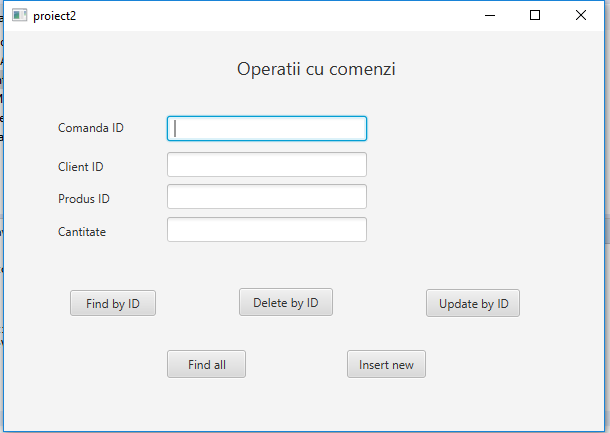 proiect2
Operatii cu comenzi
Comanda ID
Client ID
Produs ID
Cantitate
Find by ID
Delete by ID
Update by ID
Find all
Insert new